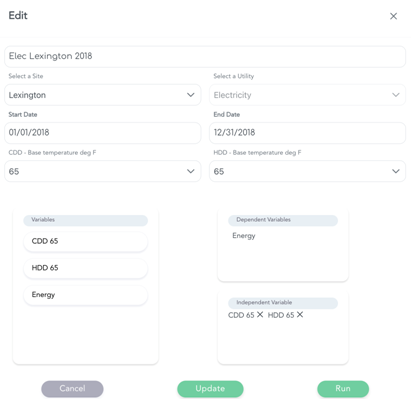 Edit
Elec Lexington 2018
Select a Site
Select a Utility
Lexington
Electricity
Start Date
End Date
01/01/2018
12/31/2018
CDD - Base temperature deg F
HDD - Base temperature deg F
65
65
Variables
CDD 65
HDD 65
Energy
Dependent Variables
Energy
Independent Variable
CDD 65 HDD 65
Cancel
Update
Run